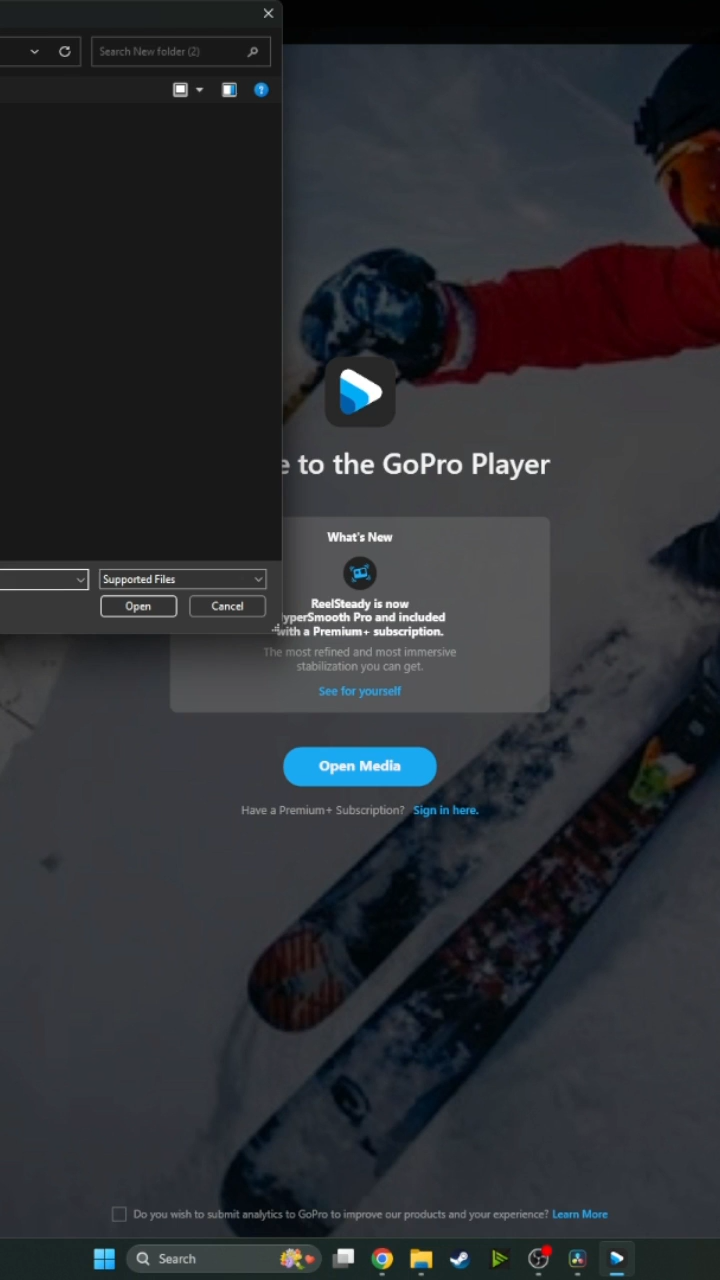 Search New folder (2)
e to the GoPro Player
What's New
Supported Files
Open
Cancel
ReelSteady is now
yperSmooth Pro and included
with a Premium+ subscription.
The most refined and most immersive
stabilization you can get.
See for yourself
Open Media
Have a Premium+ Subscription? Sign in here.
Do you wish to submit analytics to GoPro to improve our products and your experience? Learn More
Search